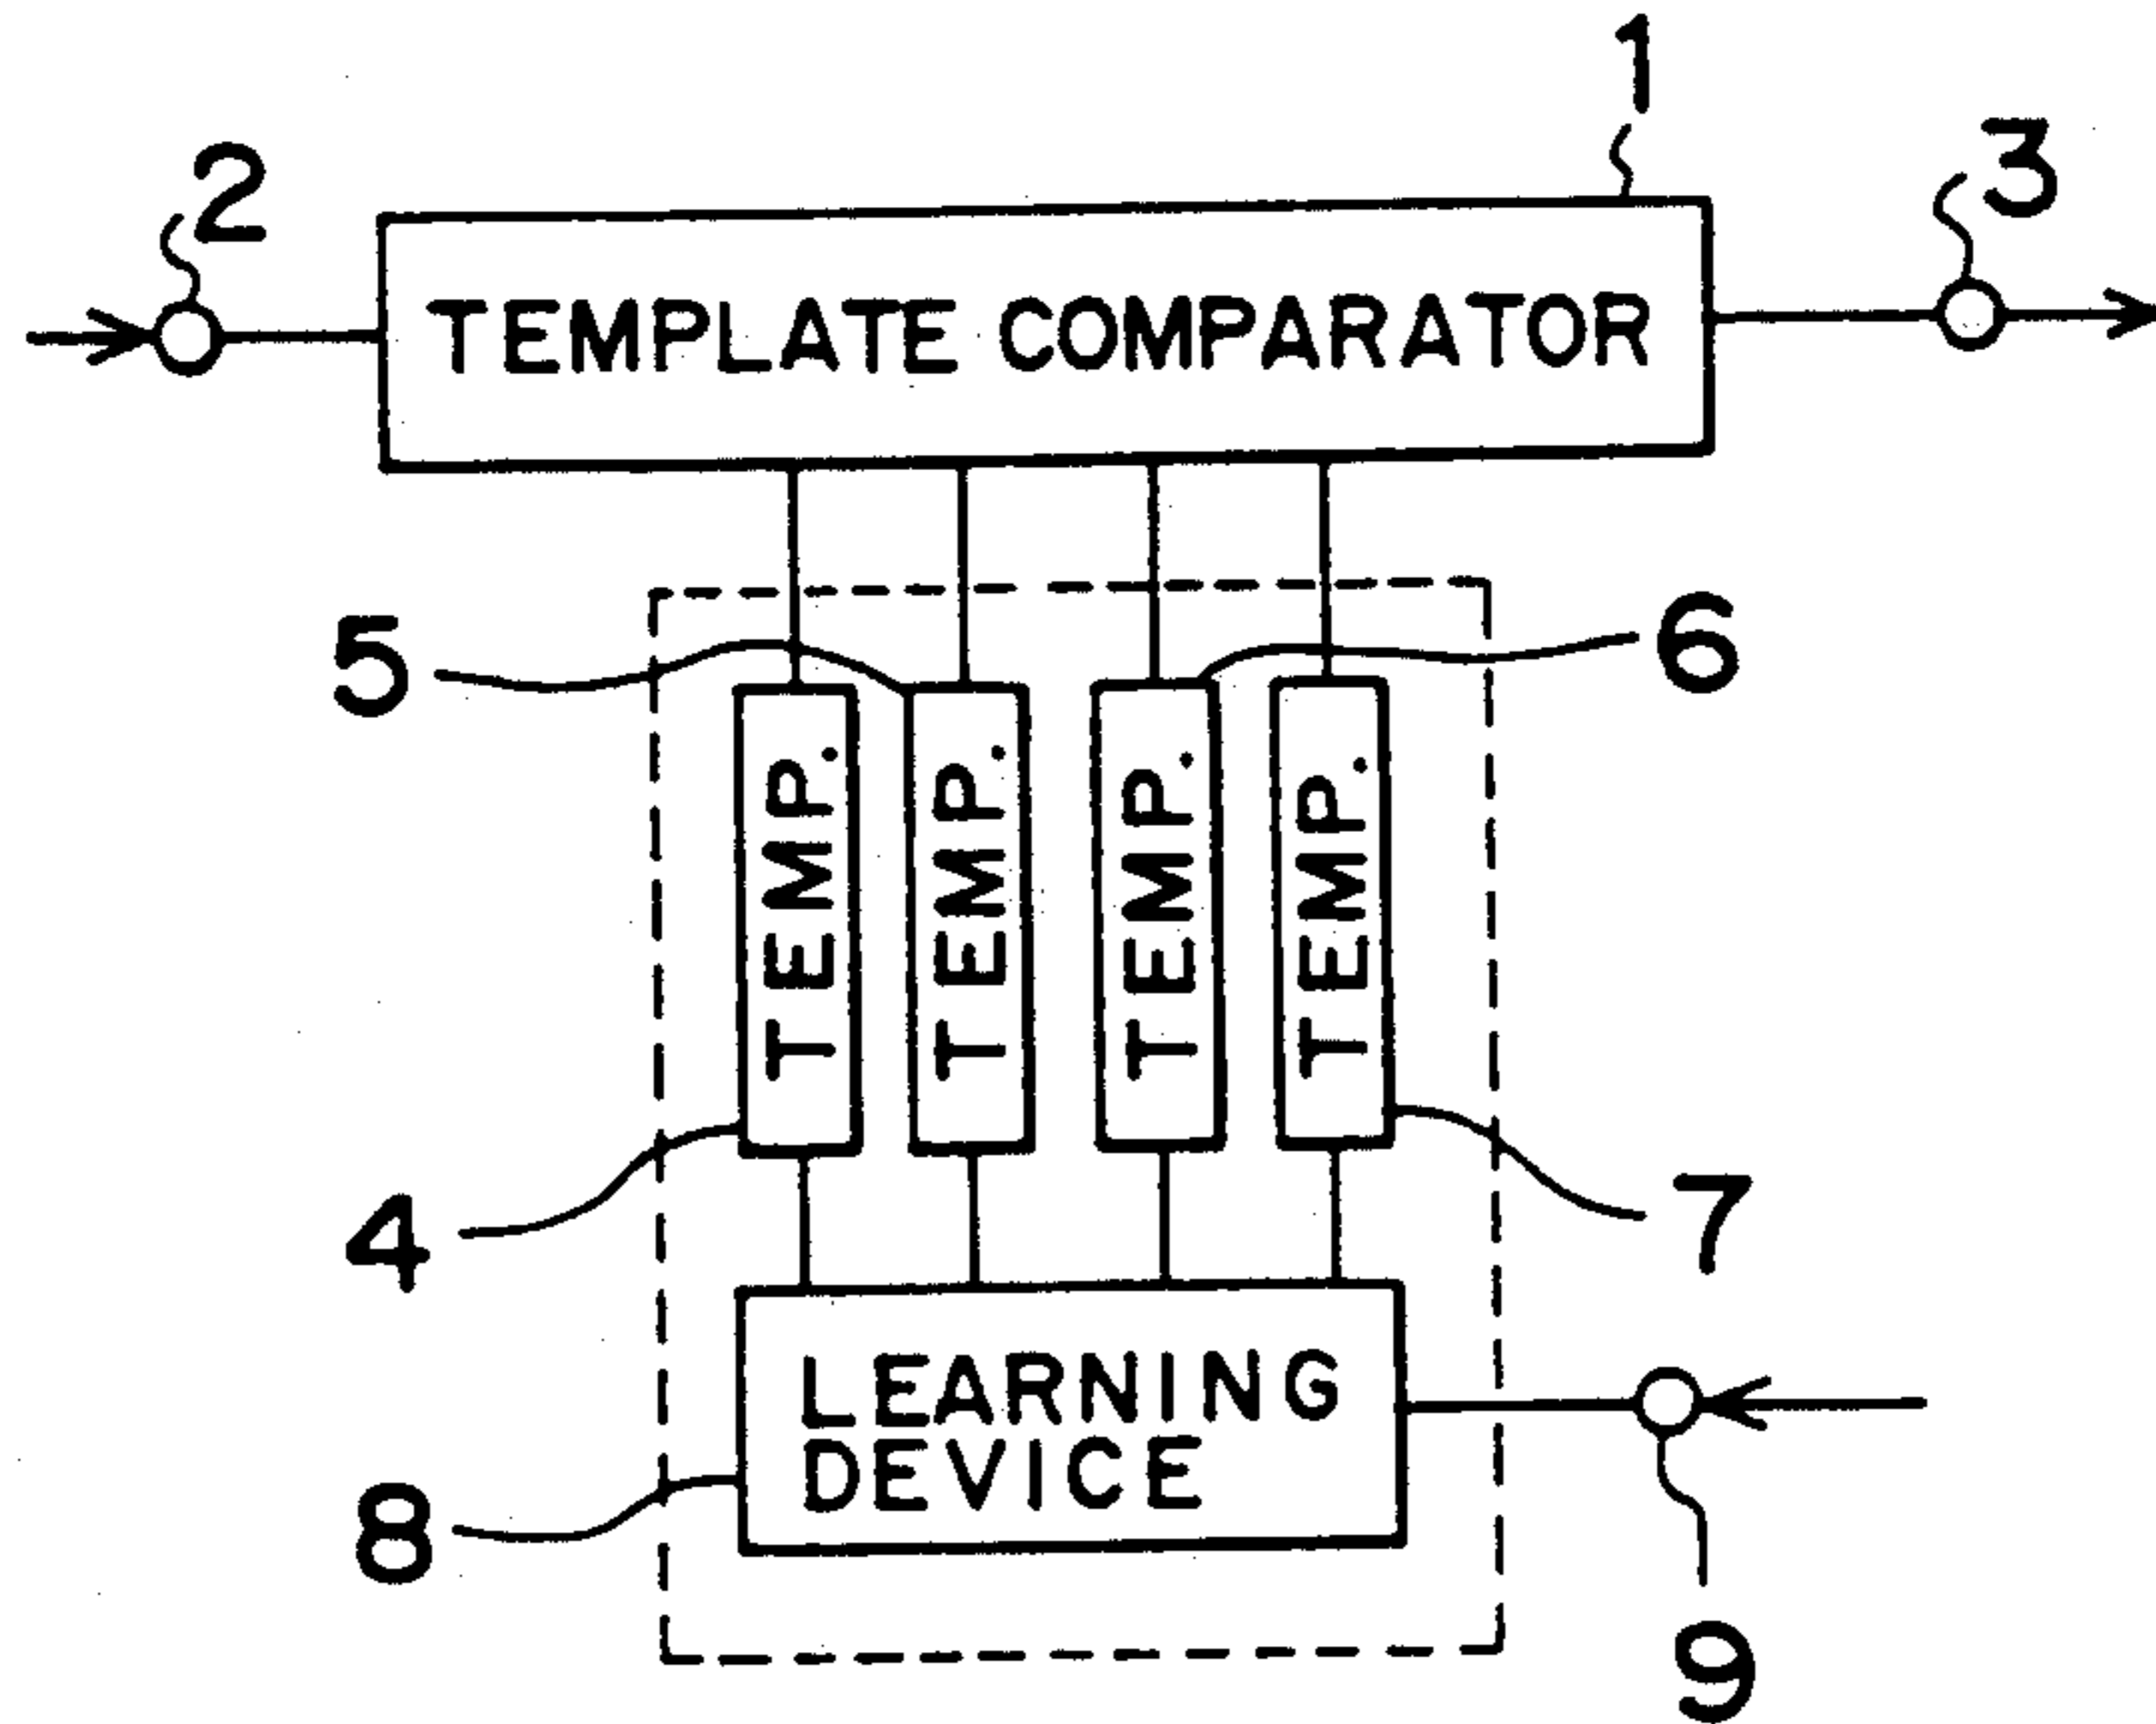 1
2
3
TEMPLATE COMPARATOR
5
6
TEMP.
TEMP.
TEMP.
TEMP.
4
7
LEARNING
DEVICE
8
9